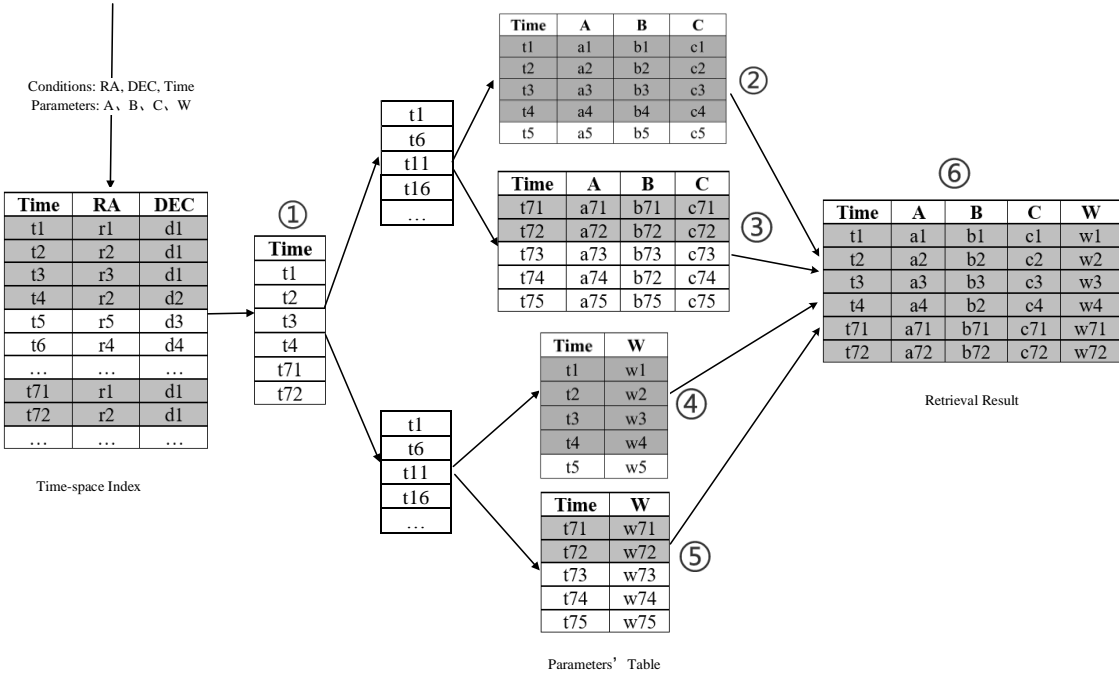 Conditions: RA, DEC, Time
Parameters: A、B、C、W
Time RA DEC
t1 r1 d1
t2 r2 d1
t3 r3 d1
t4 r2 d2
t5 r5 d3
t6 r4 d4
… … …
t71 r1 d1
t72 r2 d1
… … …
Time-space Index
①
Time
t1
t2
t3
t4
t71
t72
t1
t6
t11
t16
…
t1
t6
t11
t16
…
Time A B C
t1 a1 b1 c1
t2 a2 b2 c2
t3 a3 b3 c3
t4 a4 b4 c4
t5 a5 b5 c5
②
Time A B C
t71 a71 b71 c71
t72 a72 b72 c72
t73 a73 b73 c73
t74 a74 b72 c74
t75 a75 b75 c75
③
Time W
t1 w1
t2 w2
t3 w3
t4 w4
t5 w5
④
Time W
t71 w71
t72 w72
t73 w73
t74 w74
t75 w75
⑤
Parameters’ Table
⑥
Time A B C W
t1 a1 b1 c1 w1
t2 a2 b2 c2 w2
t3 a3 b3 c3 w3
t4 a4 b2 c4 w4
t71 a71 b71 c71 w71
t72 a72 b72 c72 w72
Retrieval Result